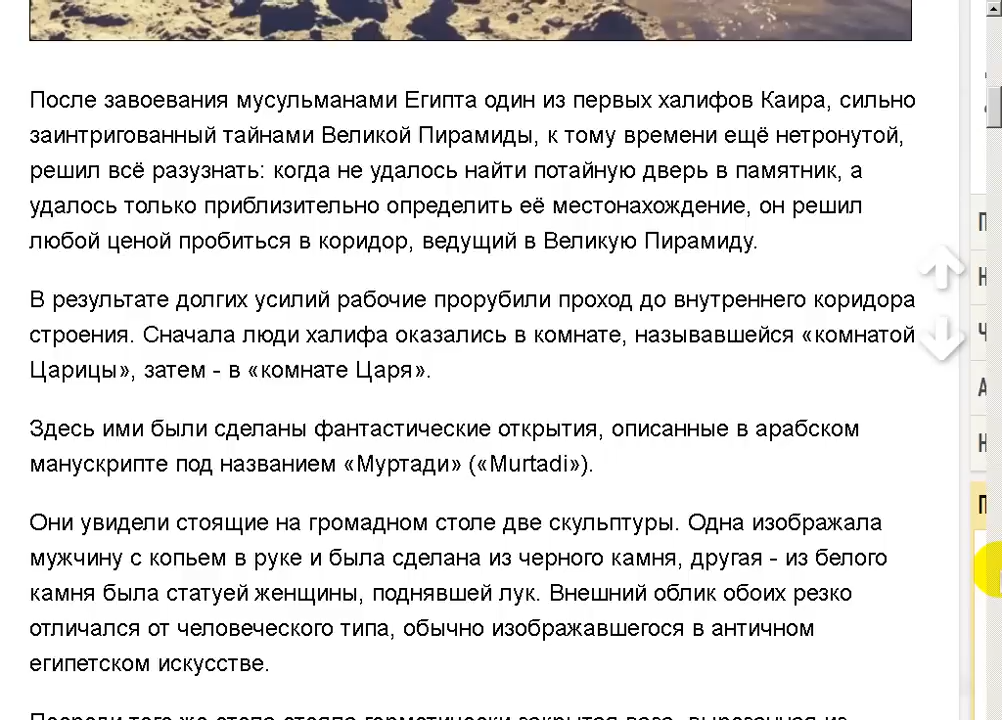 После завоевания мусульманами Египта один из первых халифов Каира, сильно
заинтригованный тайнами Великой Пирамиды, к тому времени ещё нетронутой,
решил всё разузнать: когда не удалось найти потайную дверь в памятник, а
удалось только приблизительно определить её местонахождение, он решил
любой ценой пробиться в коридор, ведущий в Великую Пирамиду.
В результате долгих усилий рабочие прорубили проход до внутреннего коридора
строения. Сначала люди халифа оказались в комнате, называвшейся «комнатой
Царицы», затем - в «комнате Царя».
Здесь ими были сделаны фантастические открытия, описанные в арабском
манускрипте под названием «Муртади» («Murtadi»).
Они увидели стоящие на громадном столе две скульптуры. Одна изображала
мужчину с копьем в руке и была сделана из черного камня, другая - из белого
камня была статуей женщины, поднявшей лук. Внешний облик обоих резко
отличался от человеческого типа, обычно изображавшегося в античном
египетском искусстве.